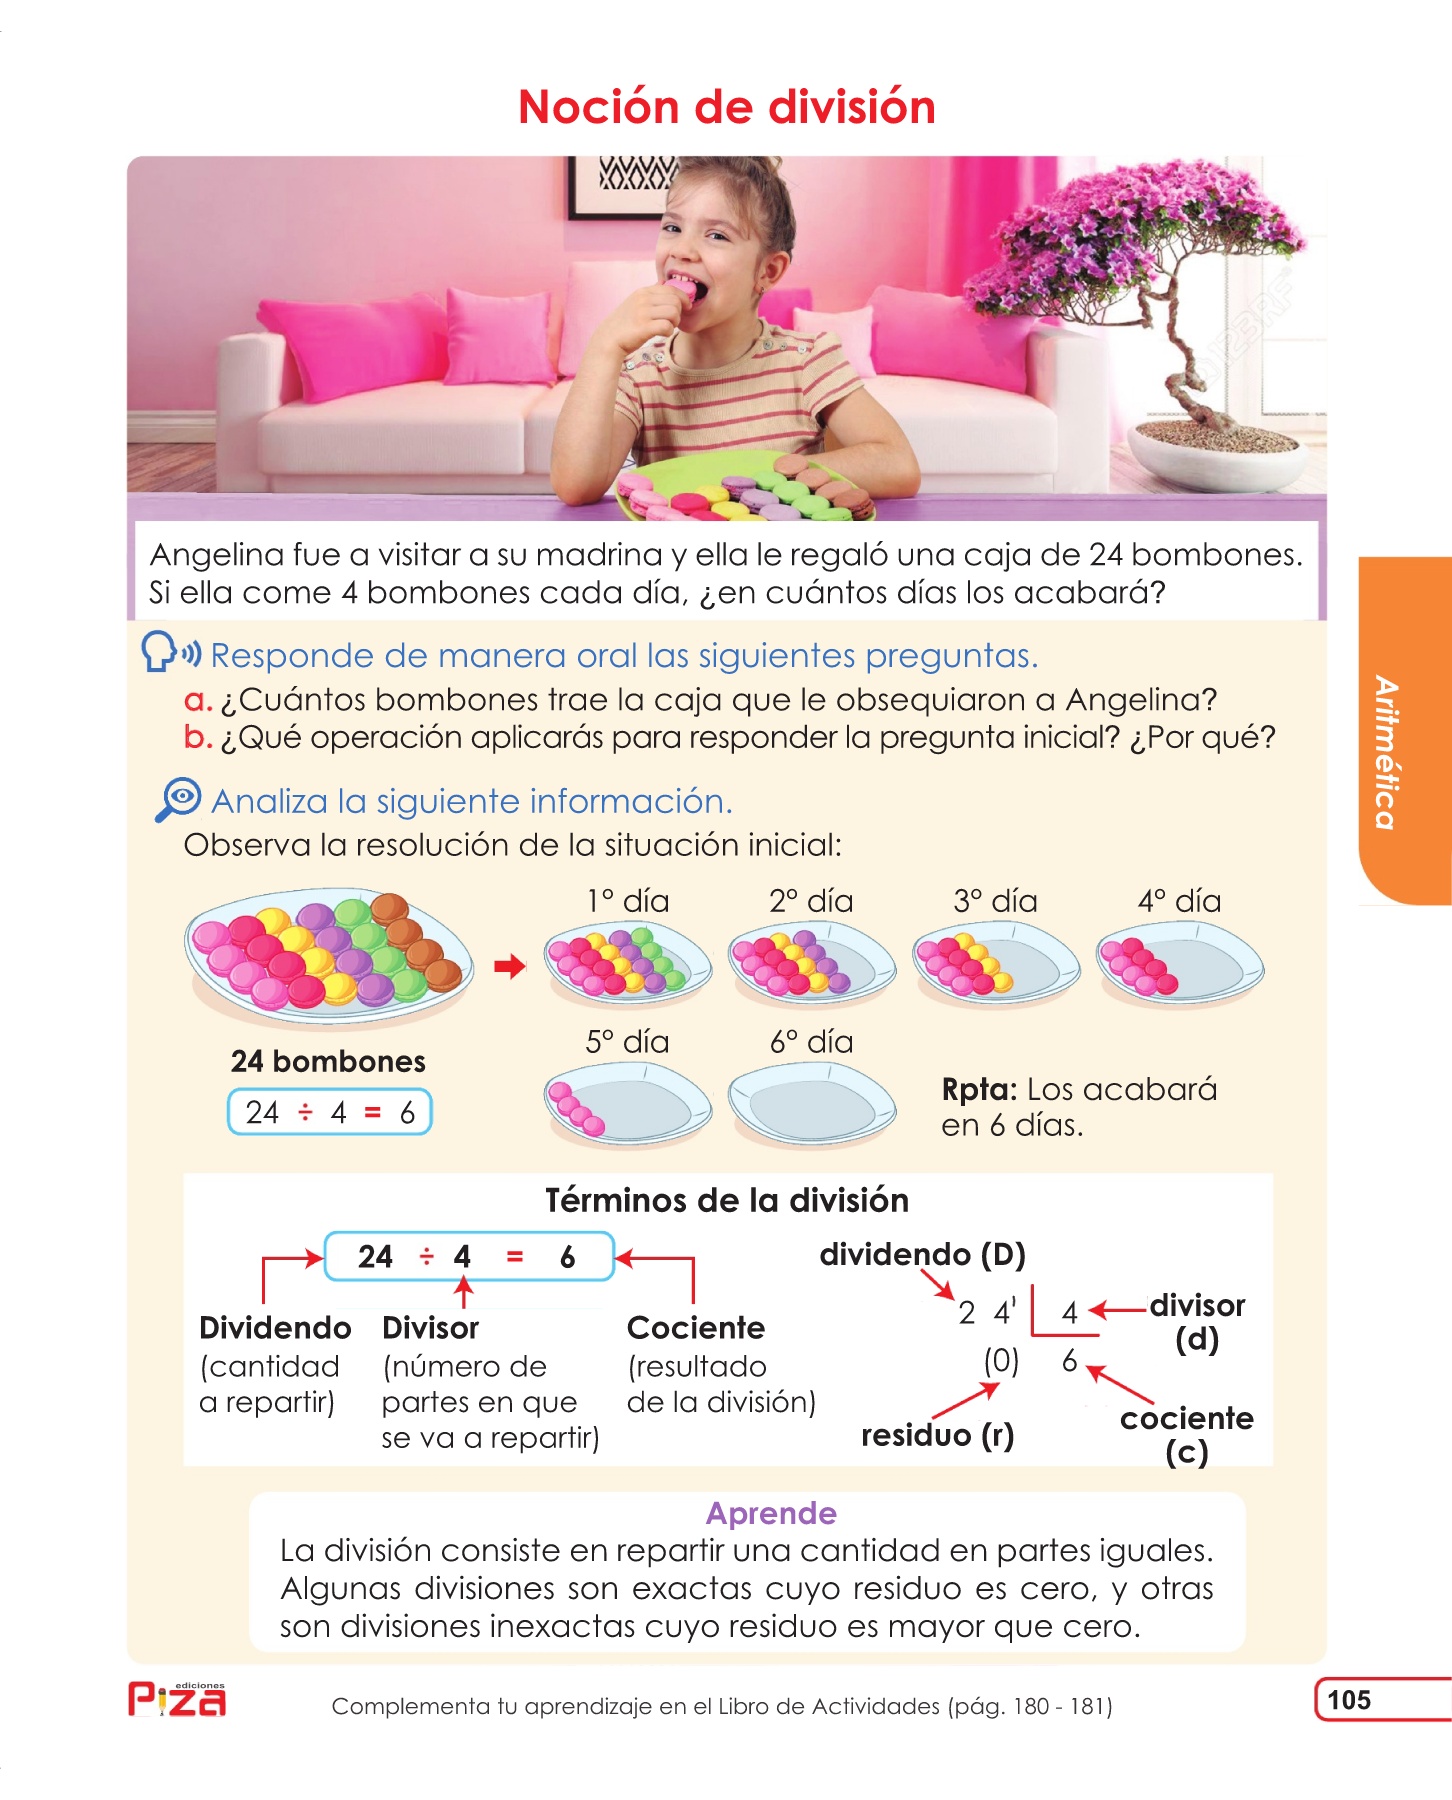 Noción de división
123RF
Angelina fue a visitar a su madrina y ella le regaló una caja de 24 bombones.
Si ella come 4 bombones cada día, ¿en cuántos días los acabará?
Responde de manera oral las siguientes preguntas.
a. ¿Cuántos bombones trae la caja que le obsequiaron a Angelina?
b. ¿Qué operación aplicarás para responder la pregunta inicial? ¿Por qué?
Aritmética
Analiza la siguiente información.
Observa la resolución de la situación inicial:
1° día 2° día 3° día 4° día
5° día 6° día
24 bombones
24 ÷ 4 = 6
Rpta: Los acabará
en 6 días.
Términos de la división
24 ÷ 4 = 6
Dividendo
(cantidad
a repartir)
Divisor
(número de
partes en que
se va a repartir)
Cociente
(resultado
de la división)
dividendo (D)
2 4' 4
divisor
(d)
(0) 6
residuo (r)
cociente
(c)
Aprende
La división consiste en repartir una cantidad en partes iguales.
Algunas divisiones son exactas cuyo residuo es cero, y otras
son divisiones inexactas cuyo residuo es mayor que cero.
ediciones
Piza
Complementa tu aprendizaje en el Libro de Actividades (pág. 180 - 181)
105